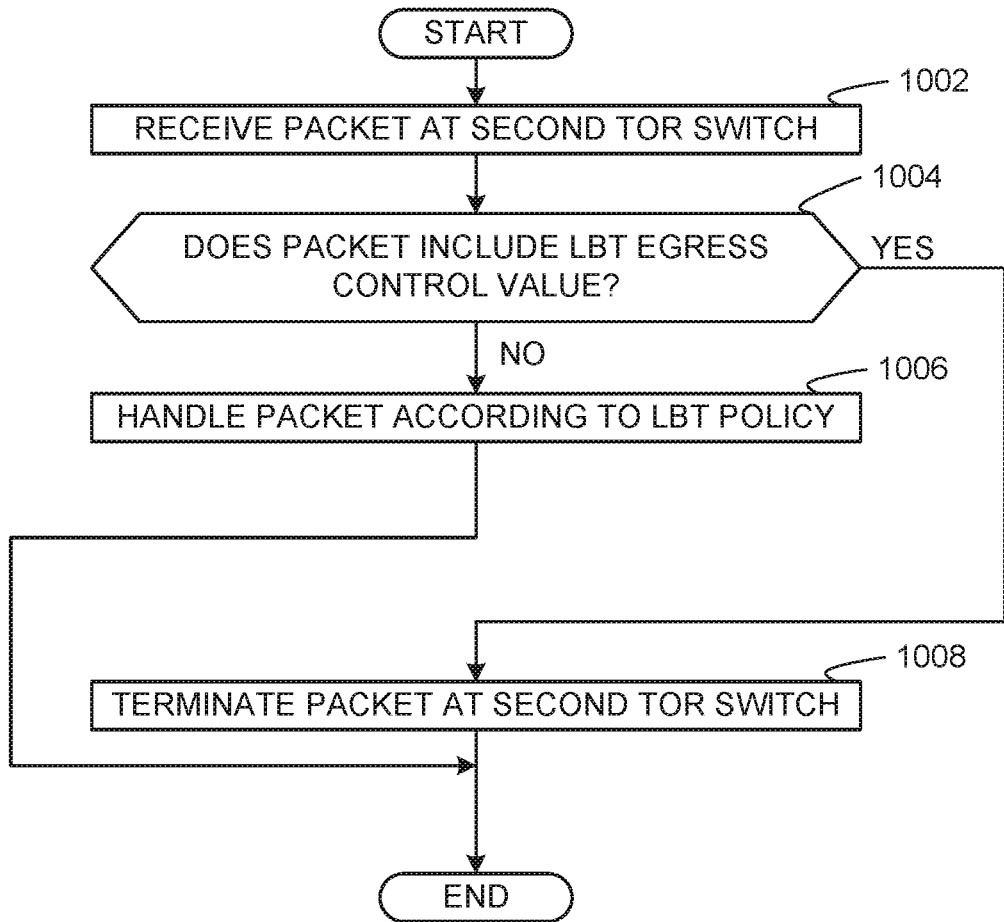 START
1002
RECEIVE PACKET AT SECOND TOR SWITCH
1004
DOES PACKET INCLUDE LBT EGRESS
CONTROL VALUE?
YES
NO
1006
HANDLE PACKET ACCORDING TO LBT POLICY
1008
TERMINATE PACKET AT SECOND TOR SWITCH
END